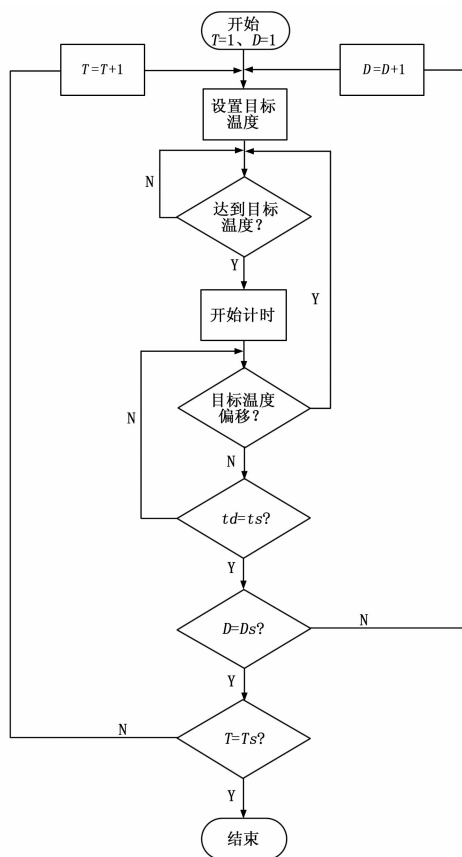 开始
T=1、D=1
T=T+1
D=D+1
设置目标
温度
N
达到目标
温度？
Y
开始计时
Y
N
目标温度
偏移？
N
td=ts?
Y
D=Ds?
N
Y
N
T=Ts?
Y
结束